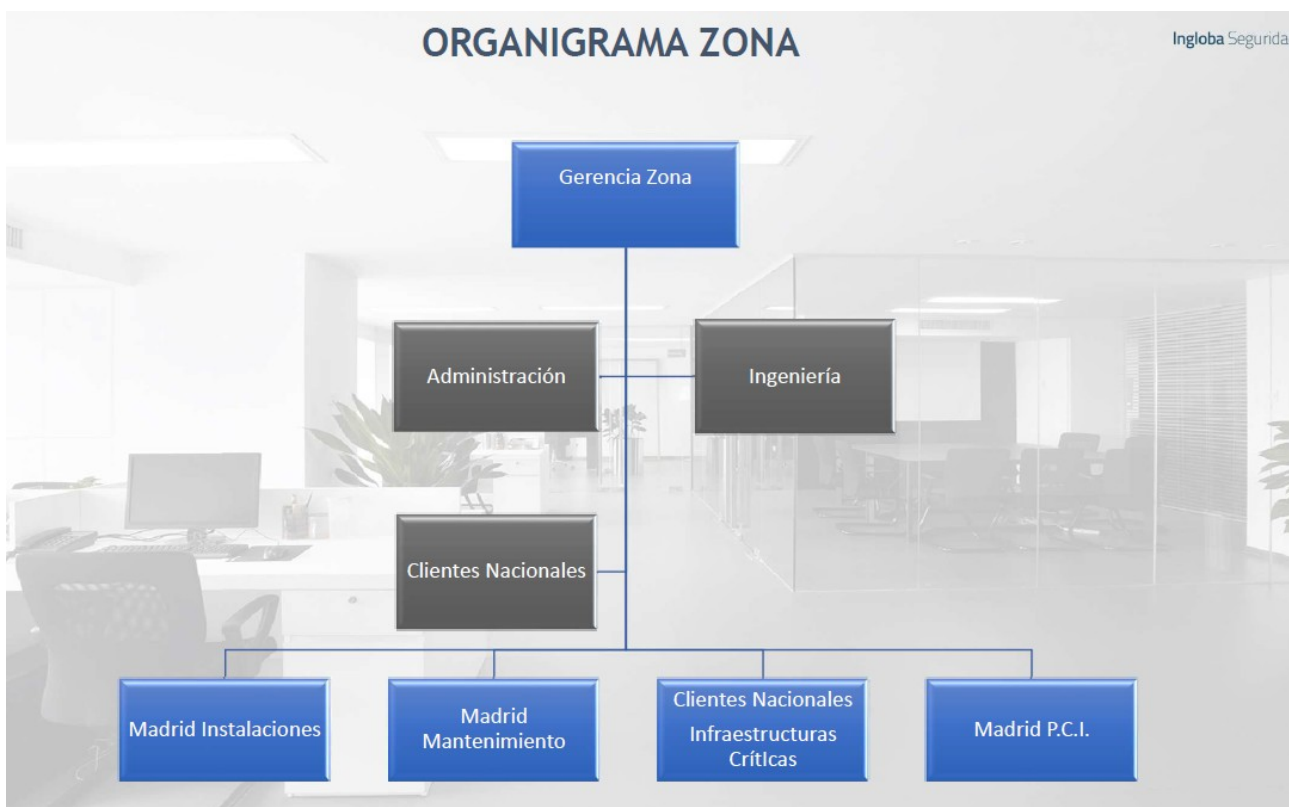 ORGANIGRAMA ZONA
Ingloba Segurida
Gerencia Zona
Administración
Ingeniería
Clientes Nacionales
Madrid Instalaciones
Madrid
Mantenimiento
Clientes Nacionales
Infraestructuras
CrítIcas
Madrid P.C.I.